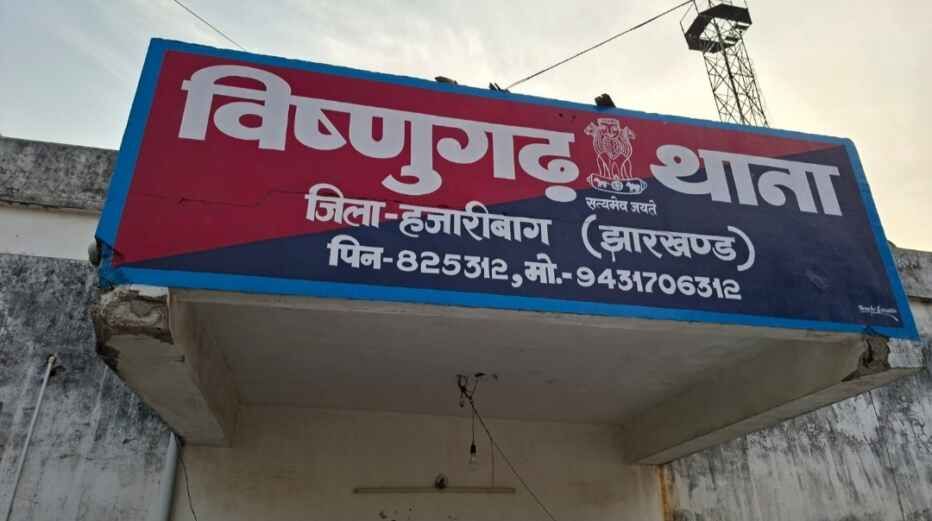 विष्णुगढ़ थाना
सत्यमेव जयते
जिला-हजारीबाग (झारखण्ड)
पिन-825312, मो.-9431706312